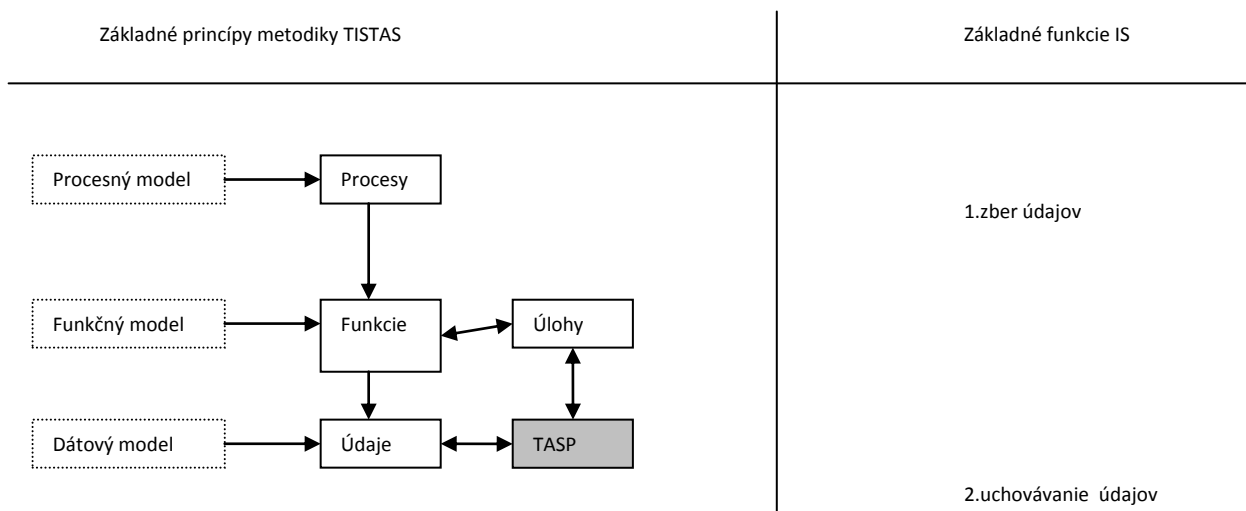 Základné princípy metodiky TISTAS
Základné funkcie IS
Procesný model
Procesy
1.zber údajov
Funkčný model
Funkcie
Úlohy
Dátový model
Údaje
TASP
2.uchovávanie údajov